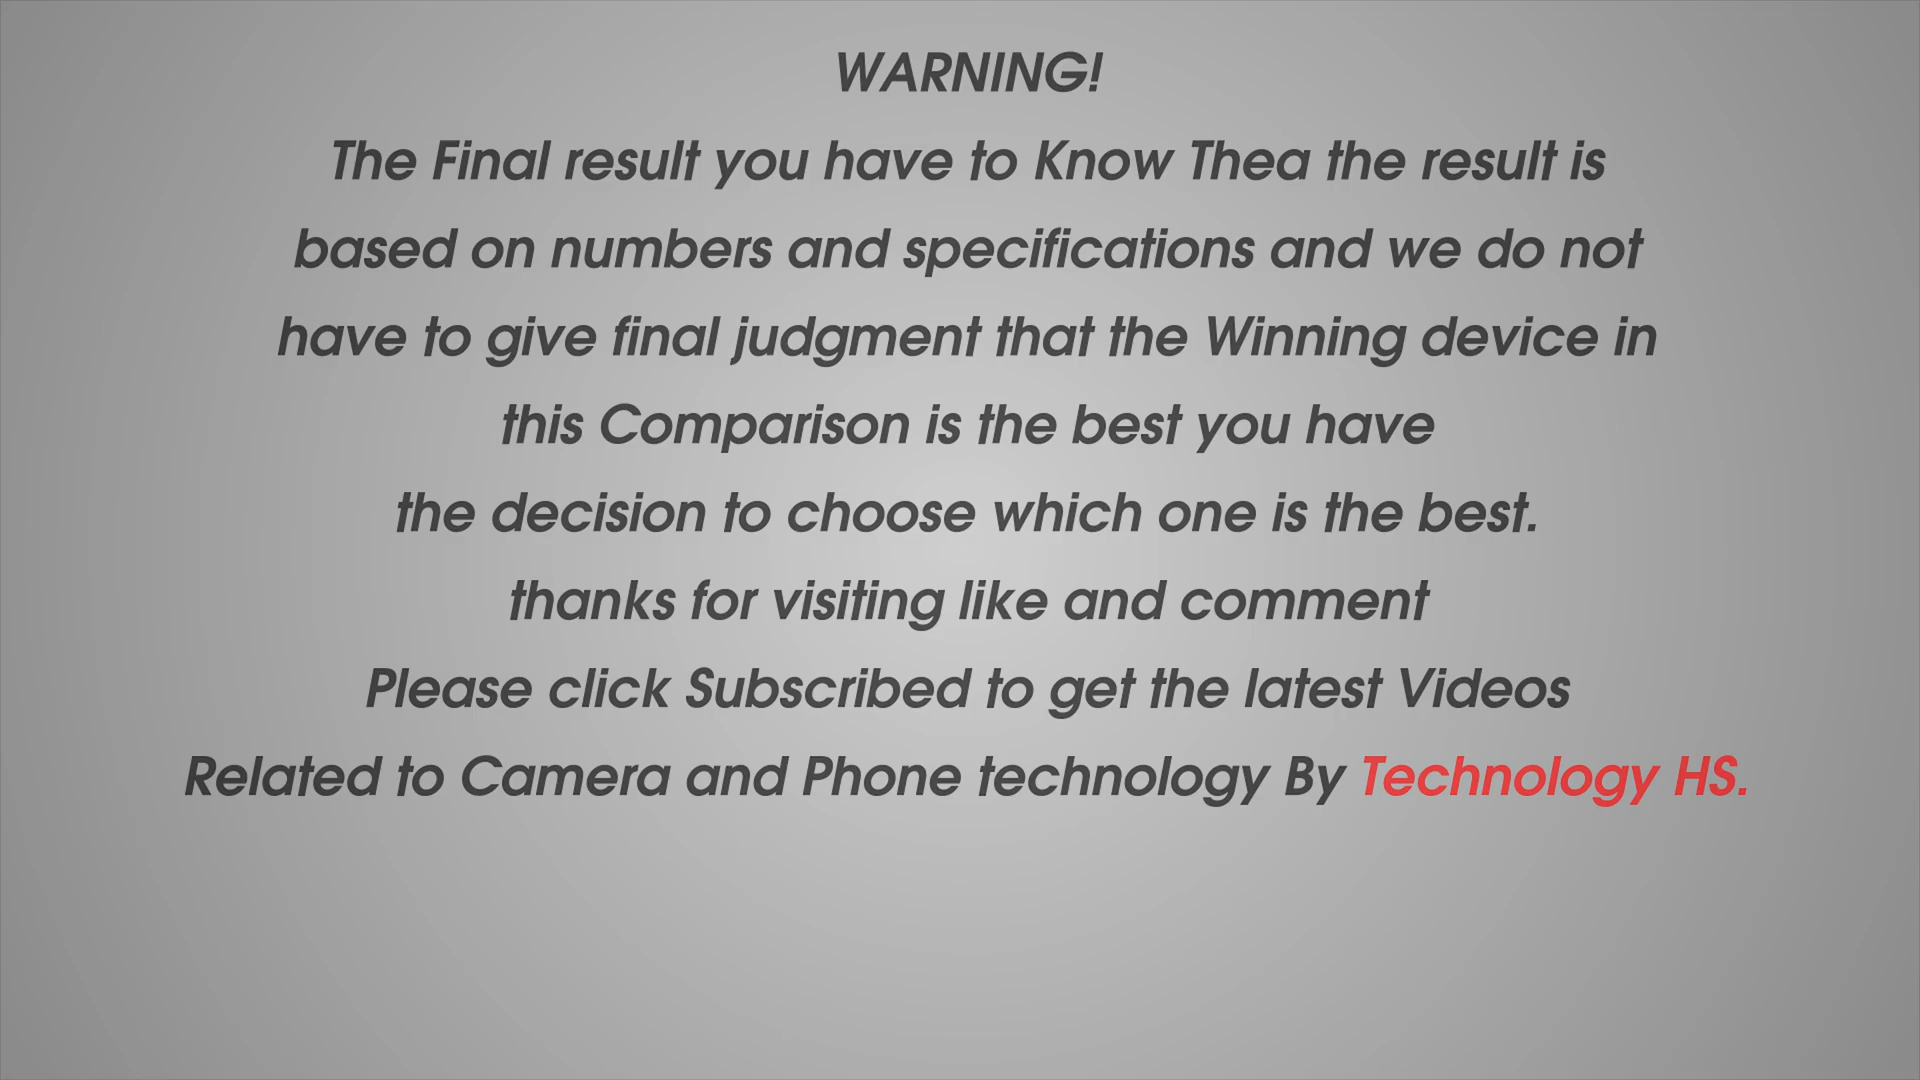 WARNING!
The Final result you have to Know Thea the result is
based on numbers and specifications and we do not
have to give final judgment that the Winning device in
this Comparison is the best you have
the decision to choose which one is the best.
thanks for visiting like and comment
Please click Subscribed to get the latest Videos
Related to Camera and Phone technology By Technology HS.